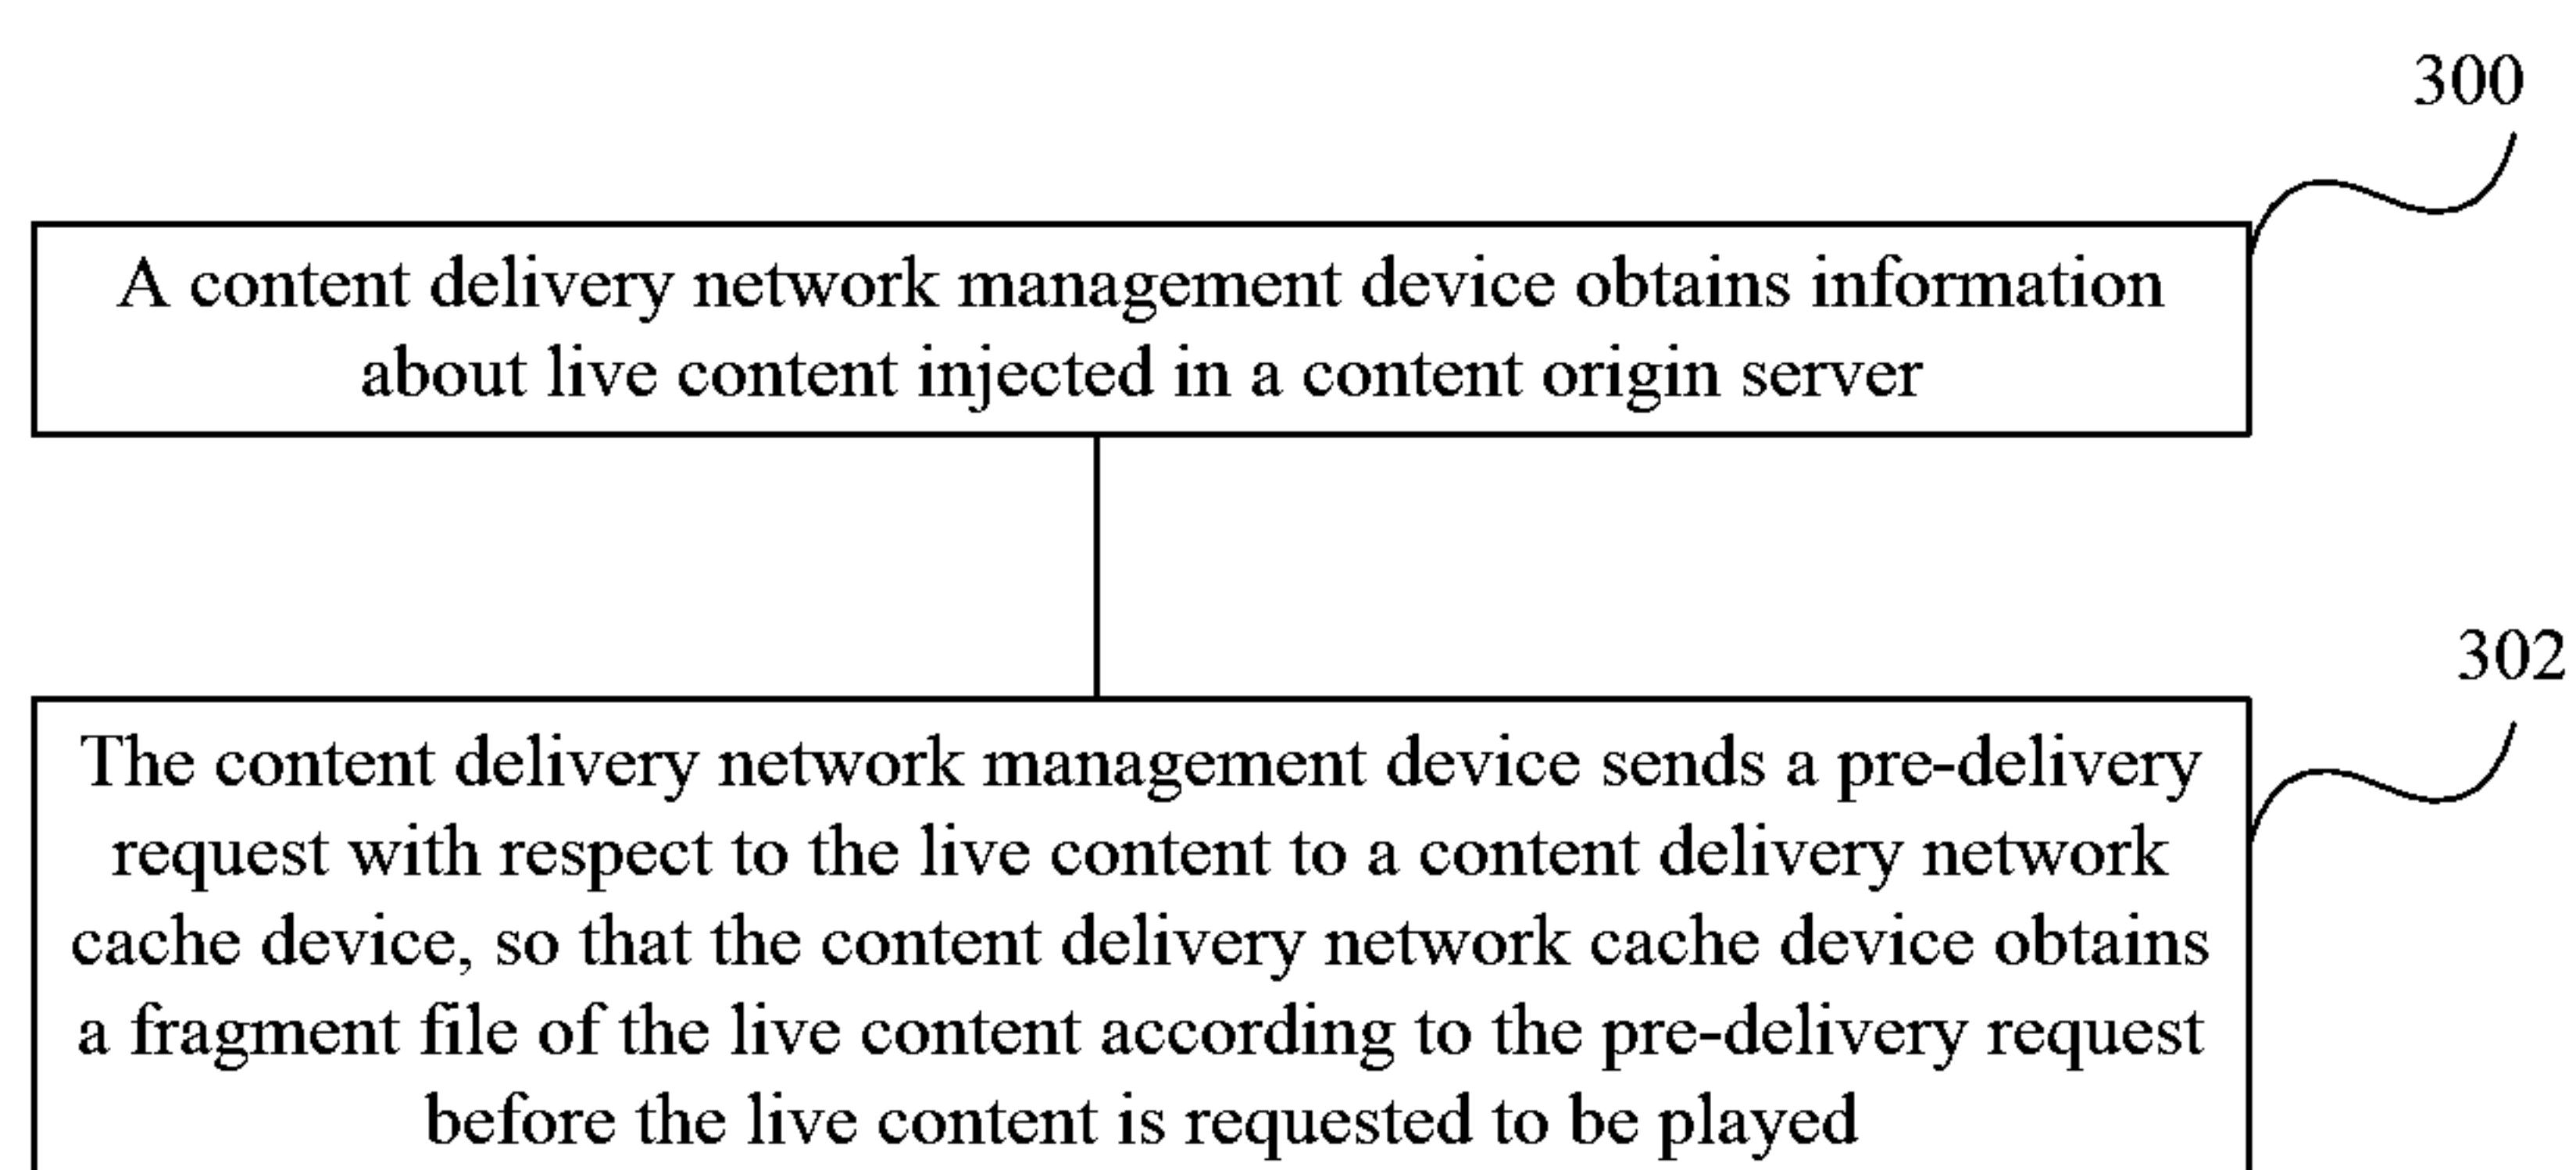 300
A content delivery network management device obtains information
about live content injected in a content origin server
302
The content delivery network management device sends a pre-delivery
request with respect to the live content to a content delivery network
cache device, so that the content delivery network cache device obtains
a fragment file of the live content according to the pre-delivery request
before the live content is requested to be played